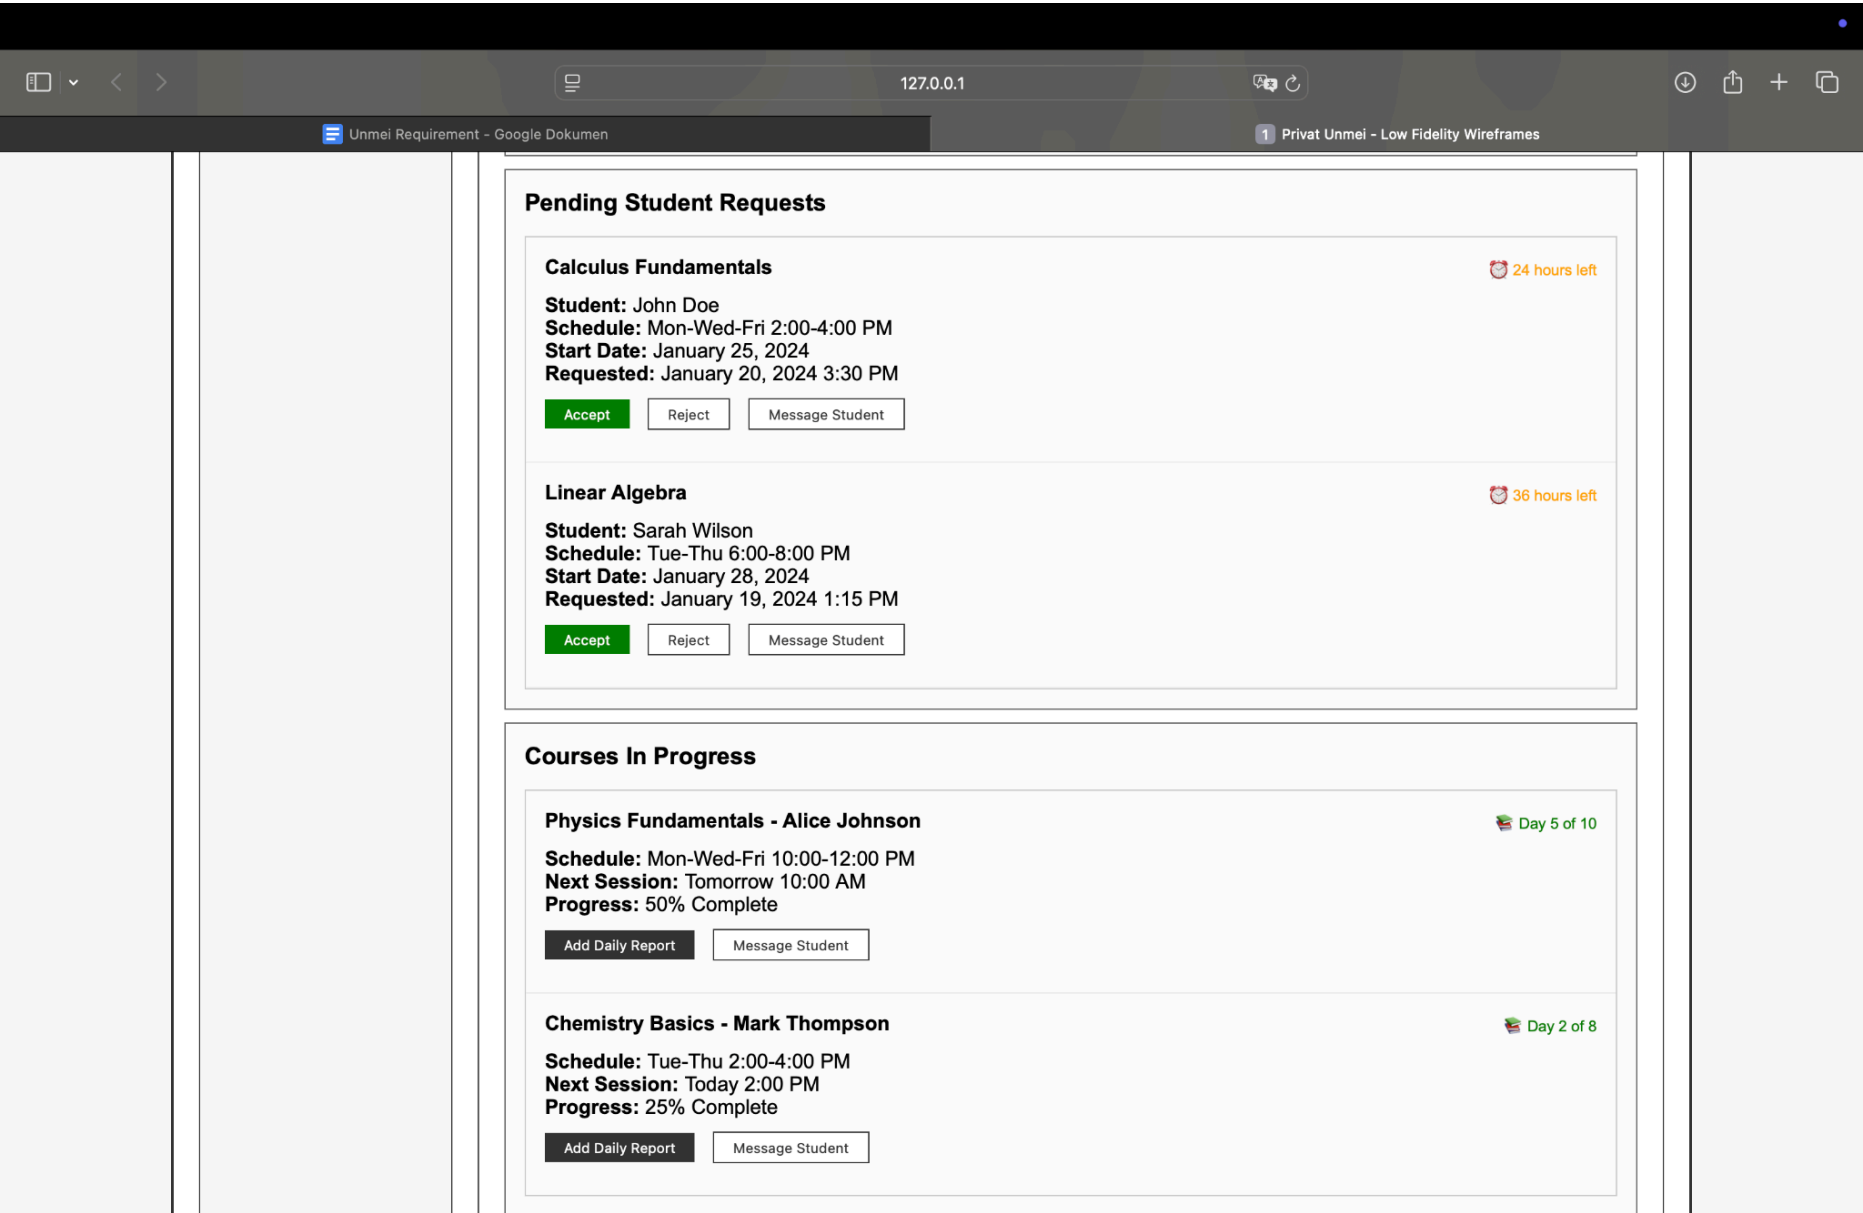 127.0.0.1
Unmei Requirement - Google Dokumen
1 Privat Unmei - Low Fidelity Wireframes
Pending Student Requests
Calculus Fundamentals
⏰ 24 hours left
Student: John Doe
Schedule: Mon-Wed-Fri 2:00-4:00 PM
Start Date: January 25, 2024
Requested: January 20, 2024 3:30 PM
Accept Reject Message Student
Linear Algebra
⏰ 36 hours left
Student: Sarah Wilson
Schedule: Tue-Thu 6:00-8:00 PM
Start Date: January 28, 2024
Requested: January 19, 2024 1:15 PM
Accept Reject Message Student
Courses In Progress
Physics Fundamentals - Alice Johnson
📚 Day 5 of 10
Schedule: Mon-Wed-Fri 10:00-12:00 PM
Next Session: Tomorrow 10:00 AM
Progress: 50% Complete
Add Daily Report Message Student
Chemistry Basics - Mark Thompson
📚 Day 2 of 8
Schedule: Tue-Thu 2:00-4:00 PM
Next Session: Today 2:00 PM
Progress: 25% Complete
Add Daily Report Message Student